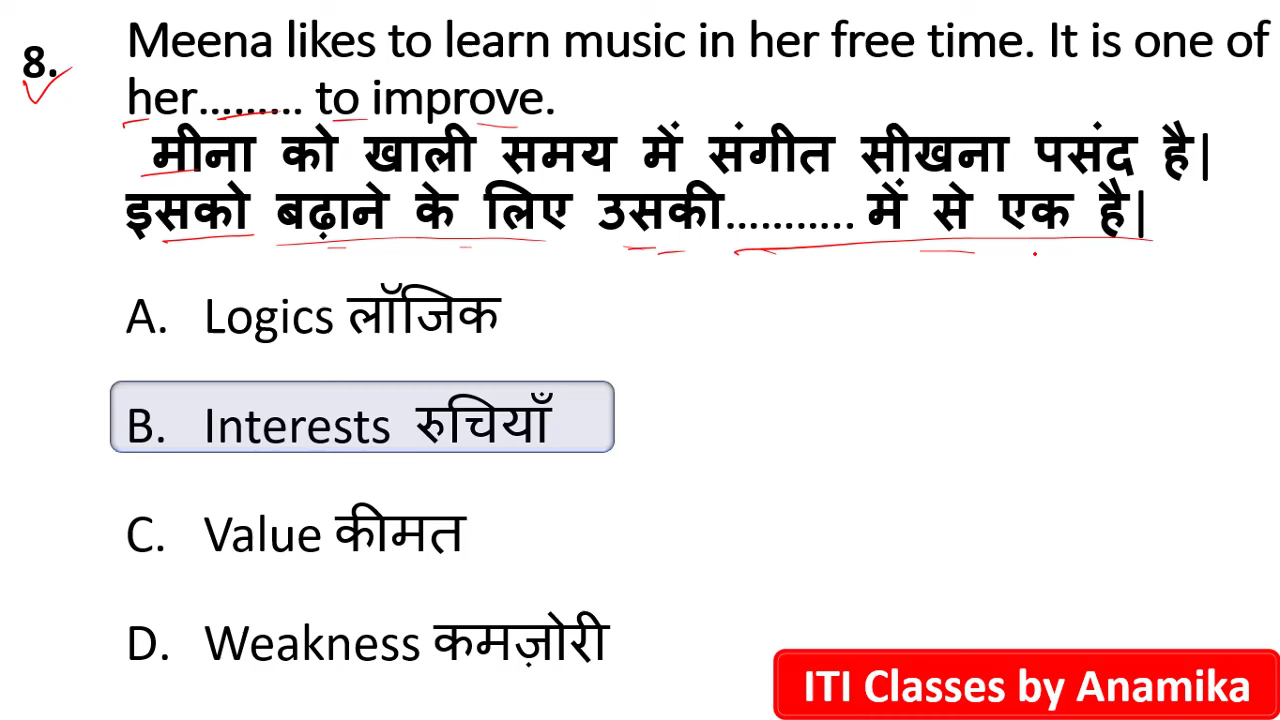 8. Meena likes to learn music in her free time. It is one of
her......... to improve.
मीना को खाली समय में संगीत सीखना पसंद है|
इसको बढ़ाने के लिए उसकी........... में से एक है|
A. Logics लॉजिक
B. Interests रुचियाँ
C. Value कीमत
D. Weakness कमज़ोरी
ITI Classes by Anamika